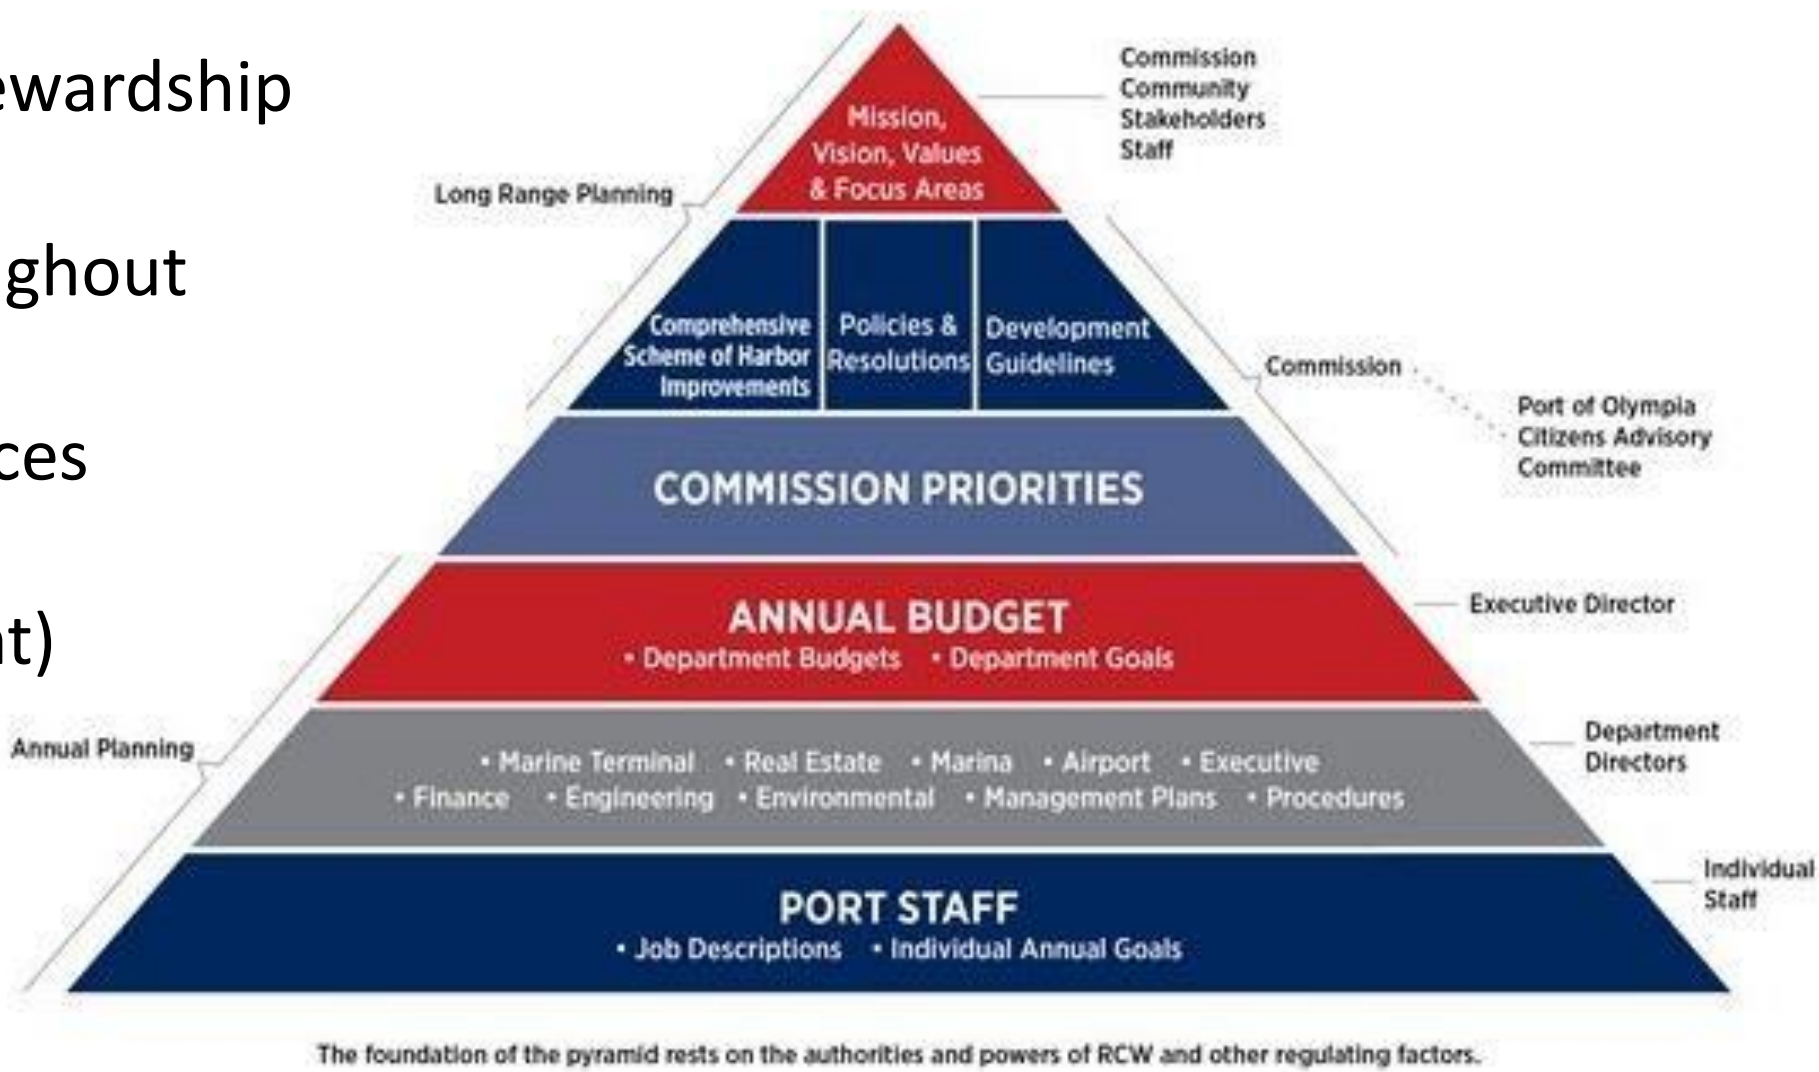 ewardship
ghout
ces
t)
Long Range Planning
Annual Planning
Mission,
Vision, Values
& Focus Areas
Comprehensive
Scheme of Harbor
Improvements
Policies &
Resolutions
Development
Guidelines
COMMISSION PRIORITIES
ANNUAL BUDGET
• Department Budgets • Department Goals
• Marine Terminal • Real Estate • Marina • Airport • Executive
• Finance • Engineering • Environmental • Management Plans • Procedures
PORT STAFF
• Job Descriptions • Individual Annual Goals
Commission
Community
Stakeholders
Staff
Commission
Port of Olympia
Citizens Advisory
Committee
Executive Director
Department
Directors
Individual
Staff
The foundation of the pyramid rests on the authorities and powers of RCW and other regulating factors.